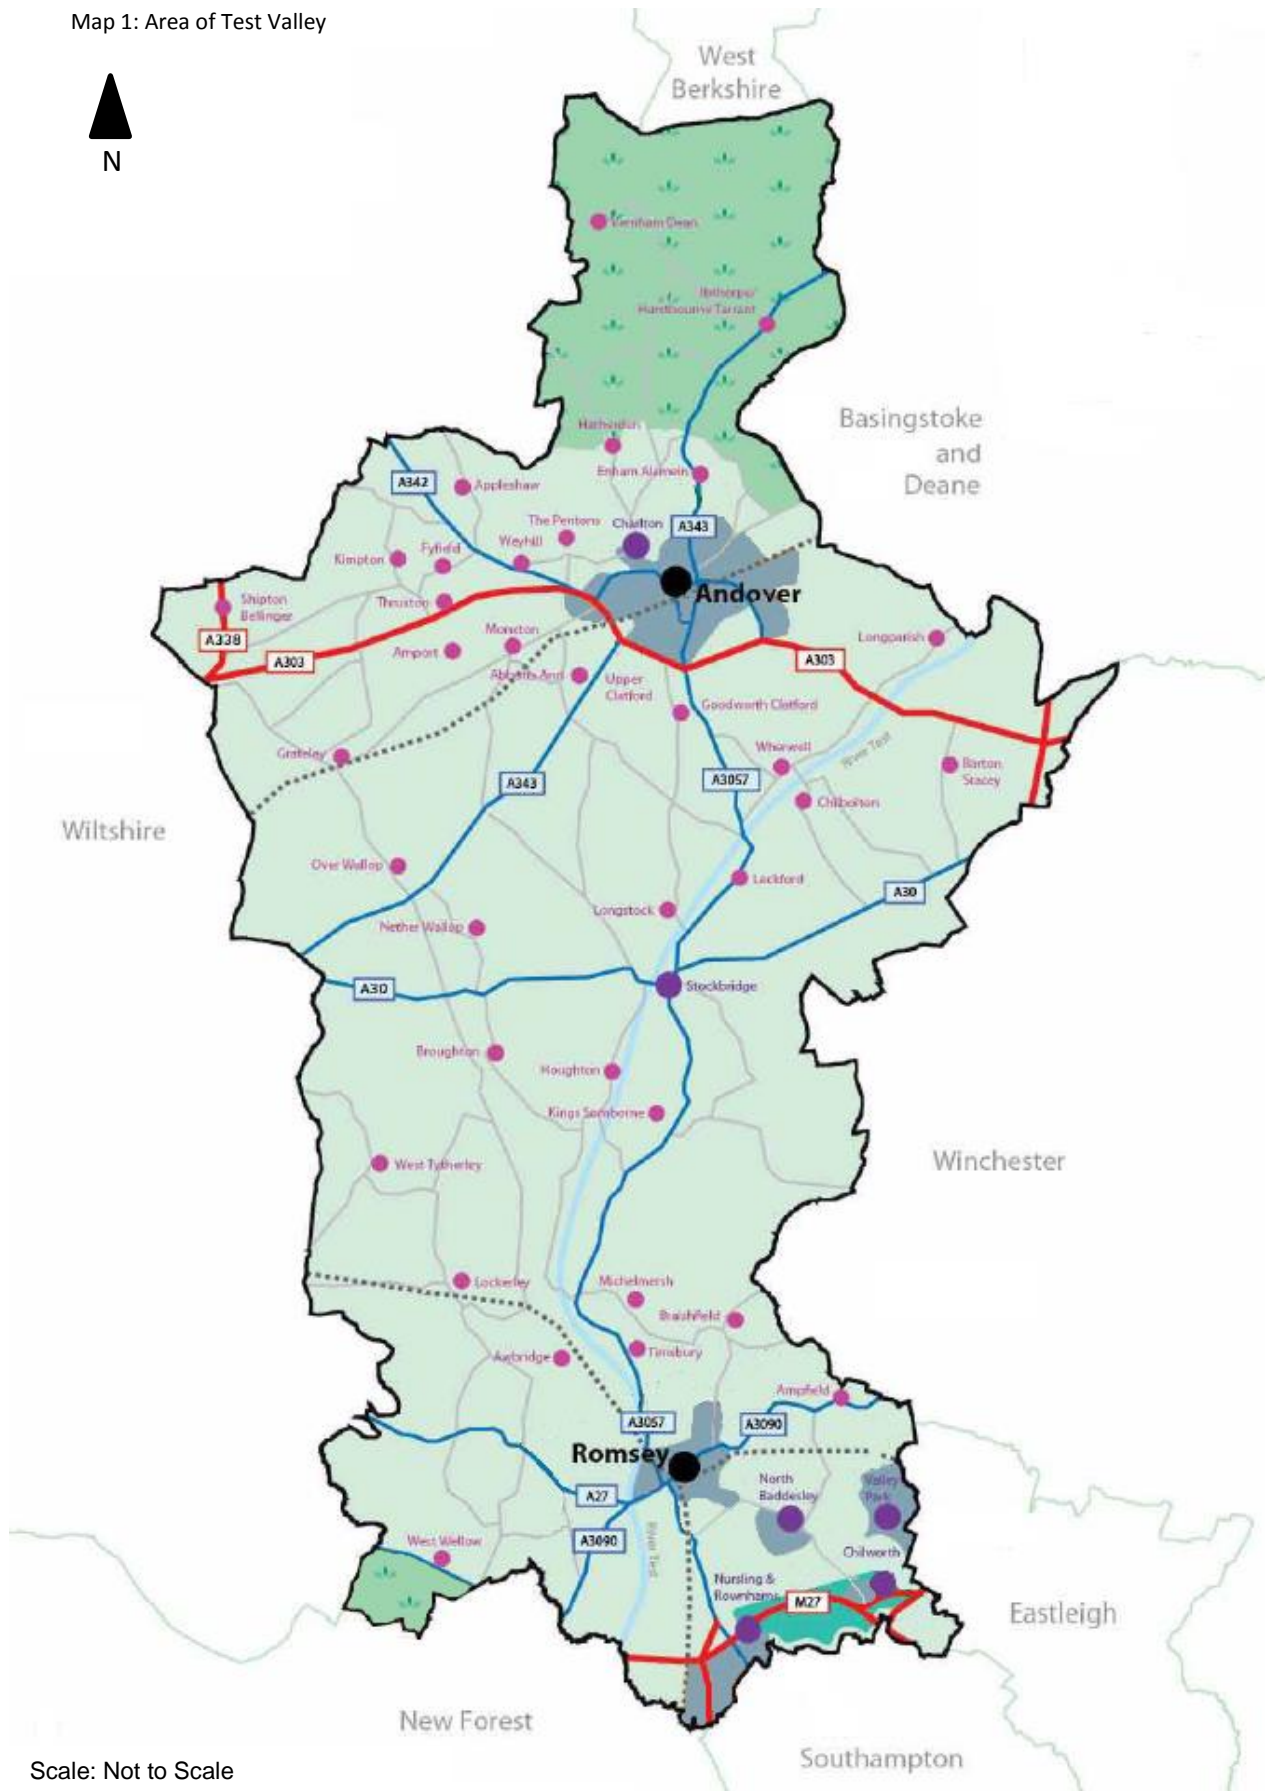 Map 1: Area of Test Valley
N
West
Berkshire
Vernham Dean
Ibthorpe/
Hurstbourne Tarrant
Basingstoke
and
Deane
Hatherden
Enham Alamein
A342
Appleshaw
The Pentons
Charlton
A343
Weyhill
Fyfield
Kimpton
Andover
Shipton
Bellinger
Thruxton
A338
A303
Monxton
Amport
Longparish
A303
Abbotts Ann
Upper
Clatford
Goodworth Clatford
Grateley
Wherwell
River Test
Barton
Stacey
A343
A3057
Chilbolton
Wiltshire
Over Wallop
Leckford
A30
Longstock
Nether Wallop
A30
Stockbridge
Broughton
Houghton
Kings Somborne
West Tytherley
Winchester
Lockerley
Michelmersh
Braishfield
Awbridge
Timsbury
Ampfield
A3057
A3090
Romsey
North
Baddesley
Valley
Park
A27
A3090
River Test
West Wellow
Chilworth
Nursling &
Rownhams
M27
Eastleigh
New Forest
Southampton
Scale: Not to Scale